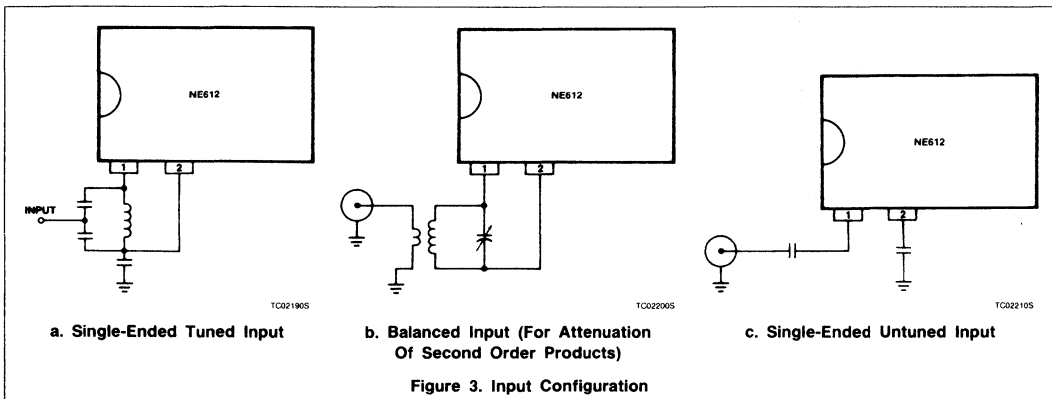 NE612
1
2
INPUT
TC02190S
a. Single-Ended Tuned Input
NE612
1
2
TC02200S
b. Balanced Input (For Attenuation
Of Second Order Products)
NE612
1
2
TC02210S
c. Single-Ended Untuned Input
Figure 3. Input Configuration